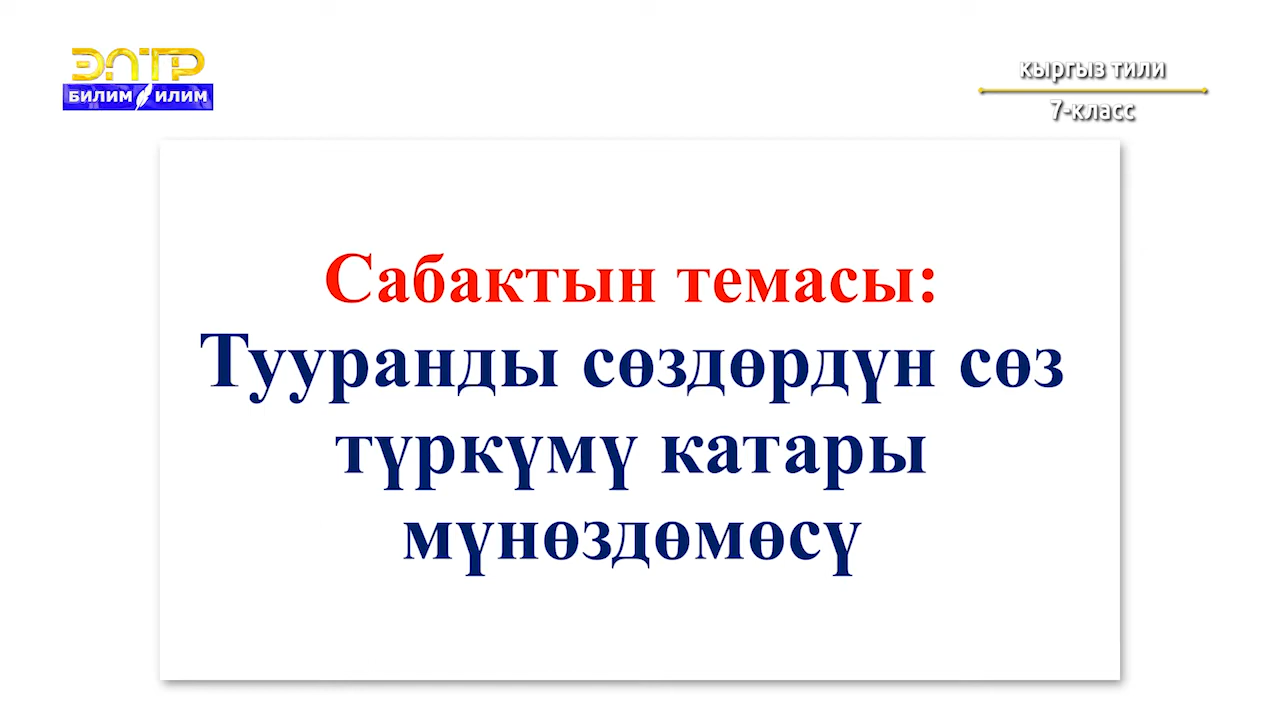 ЭЛТР
БИЛИМ ИЛИМ
кыргыз тили
7-класс
Сабактын темасы:
Тууранды сөздөрдүн сөз
түркүмү катары
мүнөздөмөсү